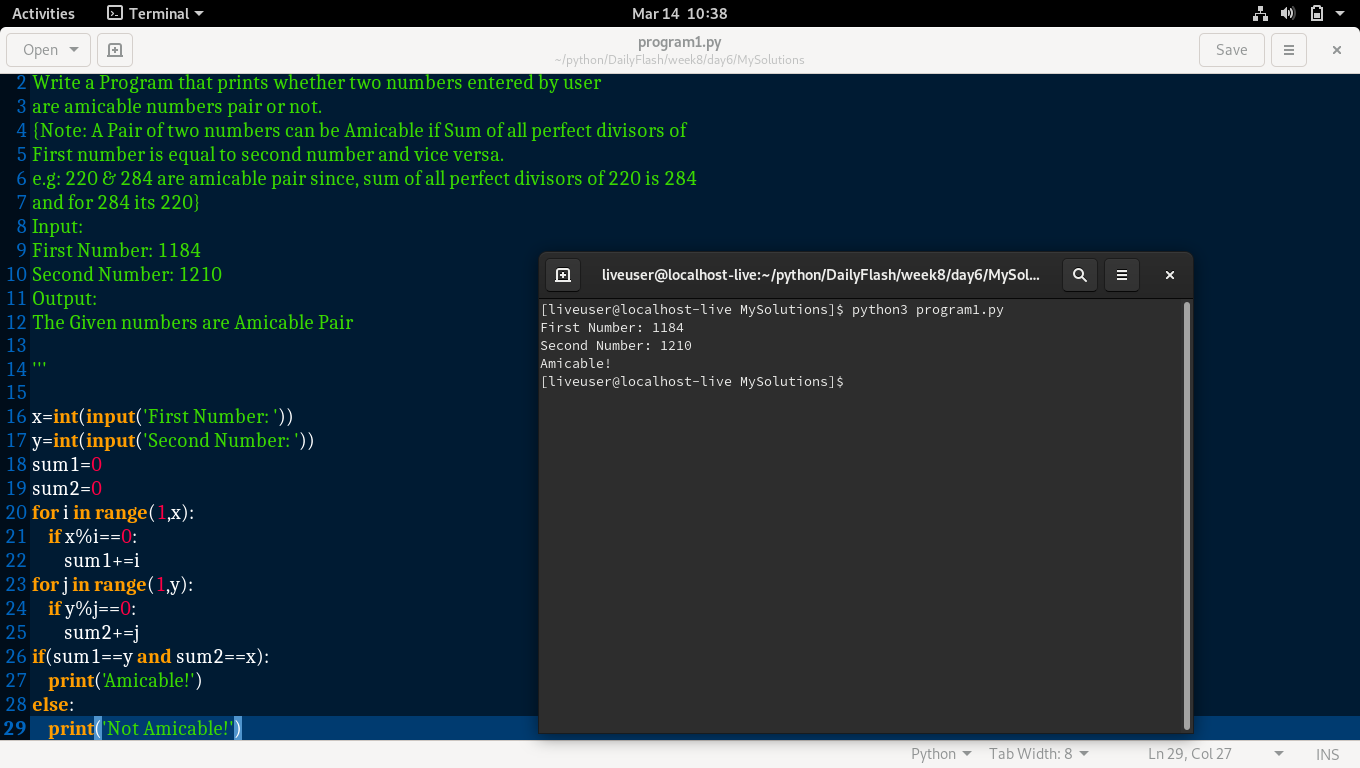 Activities Terminal Mar 14 10:38
Open program1.py Save
~/python/DailyFlash/week8/day6/MySolutions
2 Write a Program that prints whether two numbers entered by user
3 are amicable numbers pair or not.
4 {Note: A Pair of two numbers can be Amicable if Sum of all perfect divisors of
5 First number is equal to second number and vice versa.
6 e.g: 220 & 284 are amicable pair since, sum of all perfect divisors of 220 is 284
7 and for 284 its 220}
8 Input:
9 First Number: 1184
10 Second Number: 1210
11 Output:
12 The Given numbers are Amicable Pair
13
14 '''
15
16 x=int(input('First Number: '))
17 y=int(input('Second Number: '))
18 sum1=0
19 sum2=0
20 for i in range(1,x):
21     if x%i==0:
22         sum1+=i
23 for j in range(1,y):
24     if y%j==0:
25         sum2+=j
26 if(sum1==y and sum2==x):
27     print('Amicable!')
28 else:
29     print('Not Amicable!')
liveuser@localhost-live:~/python/DailyFlash/week8/day6/MySol...
[liveuser@localhost-live MySolutions]$ python3 program1.py
First Number: 1184
Second Number: 1210
Amicable!
[liveuser@localhost-live MySolutions]$
Python Tab Width: 8 Ln 29, Col 27 INS